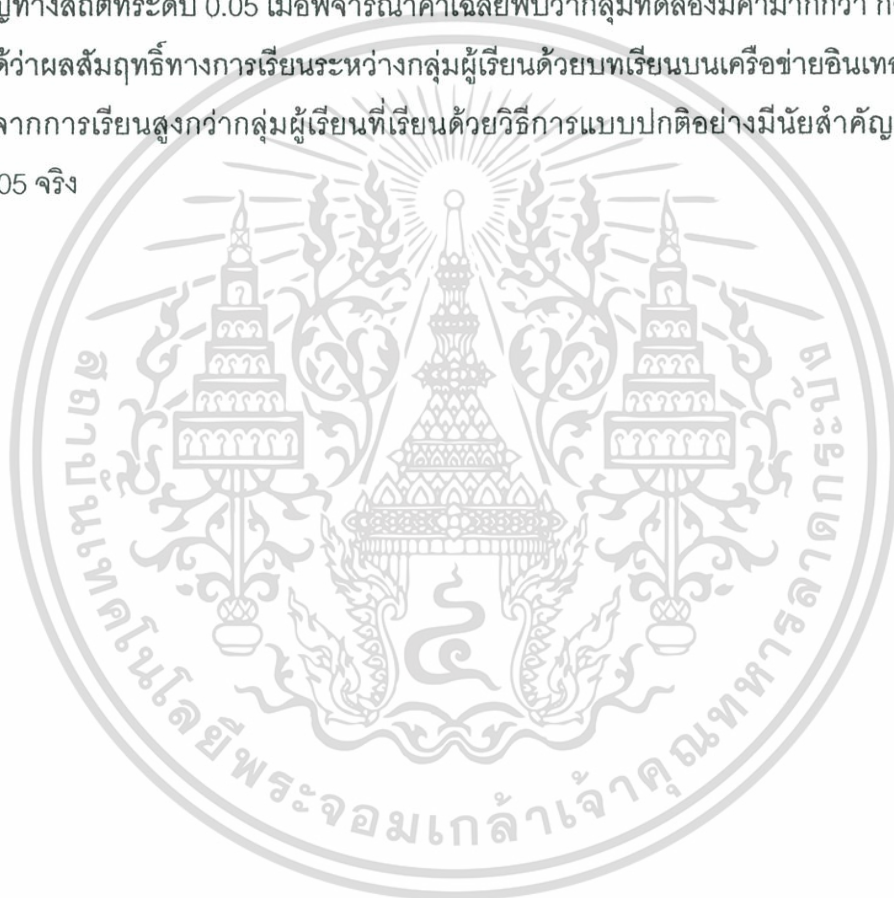 ญทางสถิติที่ระดับ 0.05 เมื่อพิจารณาค่าเฉลี่ยพบว่ากลุ่มทดลองมีค่ามากกว่า
ด้ว่าผลสัมฤทธิ์ทางการเรียนระหว่างกลุ่มผู้เรียนด้วยบทเรียนบนเครือข่ายอินเทอ
จากการเรียนสูงกว่ากลุ่มผู้เรียนที่เรียนด้วยวิธีการแบบปกติอย่างมีนัยสำคัญ
05 จริง
สถาบันเทคโนโลยีพระจอมเกล้าเจ้าคุณทหารลาดกระบัง